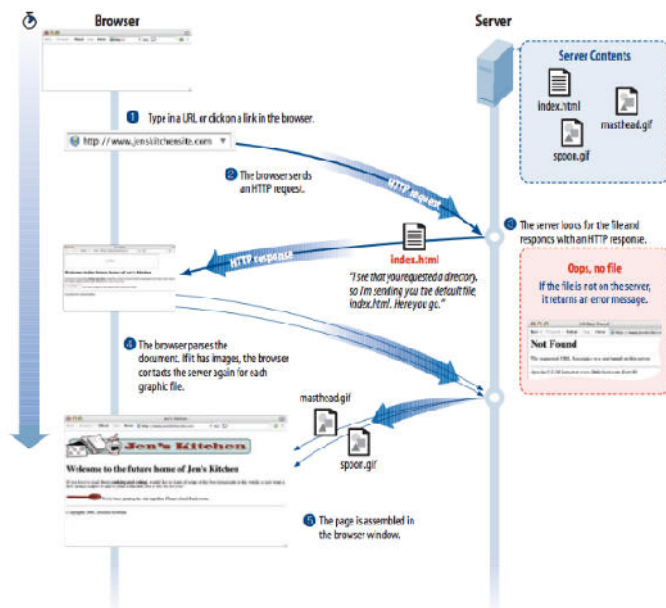 Browser
Server
Server Contents
index.html
masthead.gif
spoon.gif
1 Type in a URL or click on a link in the browser.
http://www.jenskitchensite.com
2 The browser sends
an HTTP request.
HTTP request
3 The server looks for the file and
responds with an HTTP response.
HTTP response
index.html
"I see that you requested a directory,
so I'm sending you the default file,
index.html. Here you go."
Oops, no file
If the file is not on the server,
it returns an error message.
Not Found
4 The browser parses the
document. If it has images, the browser
contacts the server again for each
graphic file.
masthead.gif
spoon.gif
Jen's Kitchen
Welcome to the future home of Jen's Kitchen
5 The page is assembled in
the browser window.